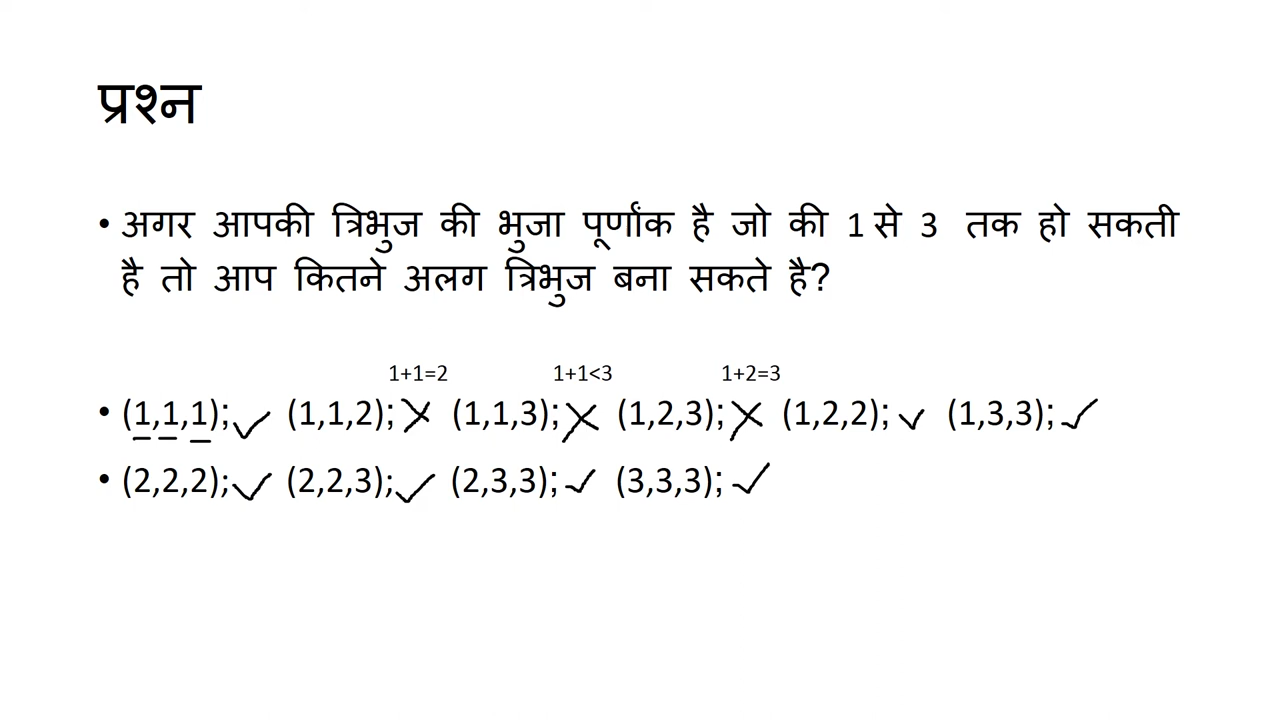 प्रश्न
• अगर आपकी त्रिभुज की भुजा पूर्णांक है जो की 1 से 3 तक हो सकती
है तो आप कितने अलग त्रिभुज बना सकते है?
1+1=2 1+1<3 1+2=3
• (1,1,1); ✓ (1,1,2); ✗ (1,1,3); ✗ (1,2,3); ✗ (1,2,2); ✓ (1,3,3); ✓
• (2,2,2); ✓ (2,2,3); ✓ (2,3,3); ✓ (3,3,3); ✓